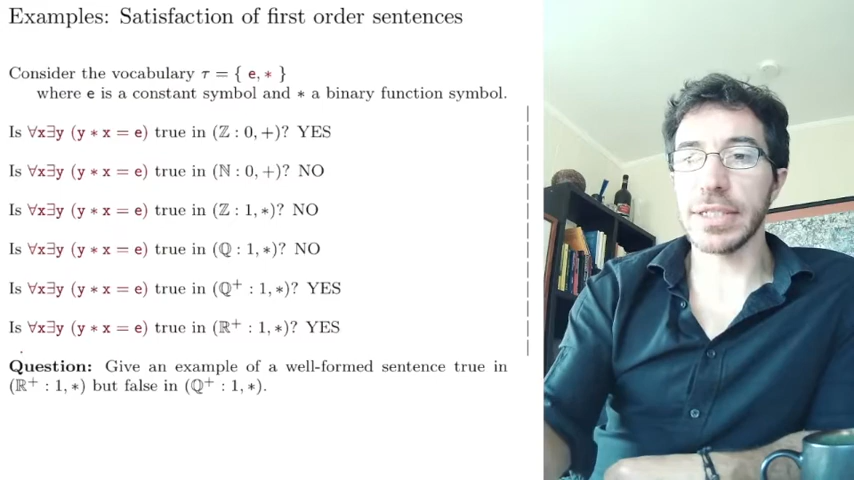 Examples: Satisfaction of first order sentences
Consider the vocabulary τ = { e, * }
where e is a constant symbol and * a binary function symbol.
Is ∀x∃y (y * x = e) true in (ℤ : 0, +)? YES
Is ∀x∃y (y * x = e) true in (ℕ : 0, +)? NO
Is ∀x∃y (y * x = e) true in (ℤ : 1, *)? NO
Is ∀x∃y (y * x = e) true in (ℚ : 1, *)? NO
Is ∀x∃y (y * x = e) true in (ℚ⁺ : 1, *)? YES
Is ∀x∃y (y * x = e) true in (ℝ⁺ : 1, *)? YES
Question: Give an example of a well-formed sentence true in
(ℝ⁺ : 1, *) but false in (ℚ⁺ : 1, *).